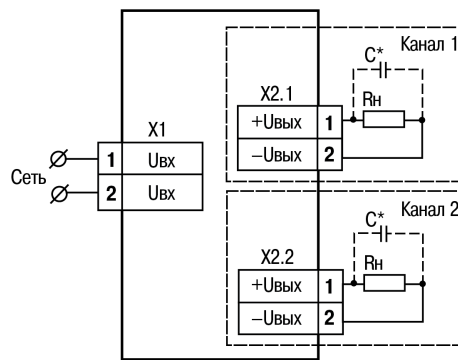 Канал 1
C*
X2.1
Rн
+Uвых 1
−Uвых 2
X1
Сеть
1 Uвх
2 Uвх
Канал 2
C*
X2.2
Rн
+Uвых 1
−Uвых 2